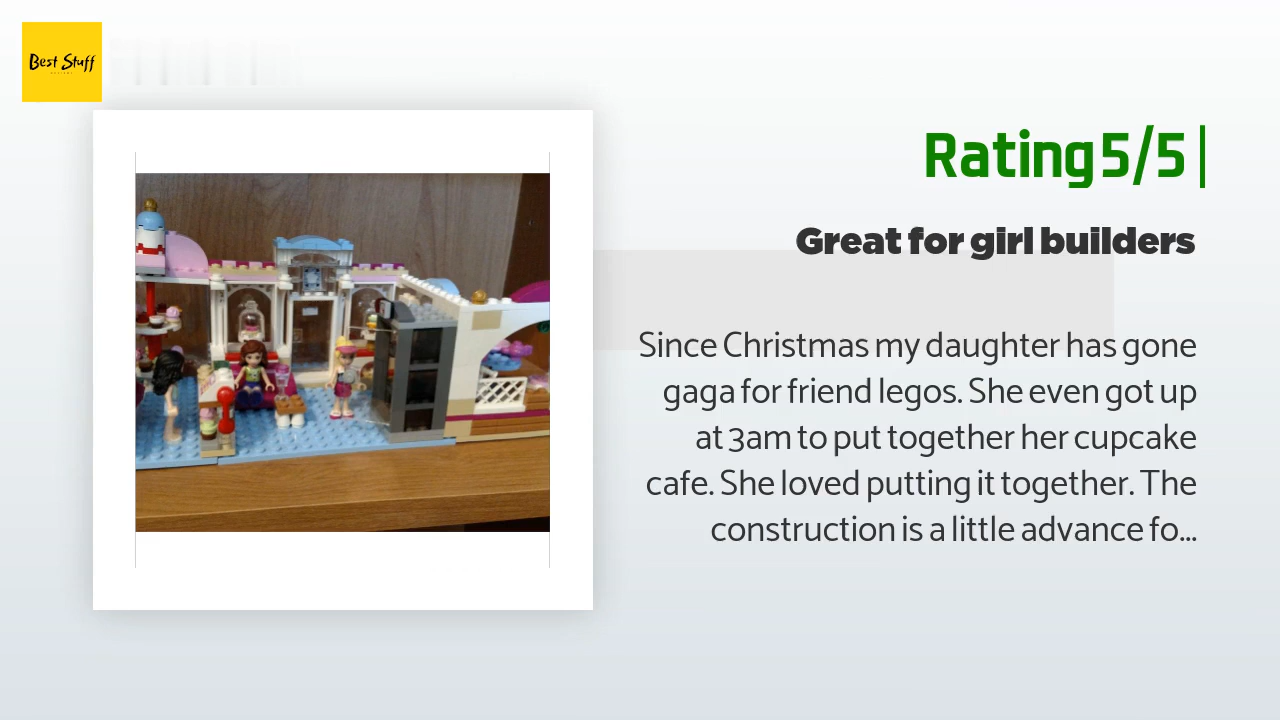 Best Stuff
Rating 5/5
Great for girl builders
Since Christmas my daughter has gone
gaga for friend legos. She even got up
at 3am to put together her cupcake
cafe. She loved putting it together. The
construction is a little advance fo...